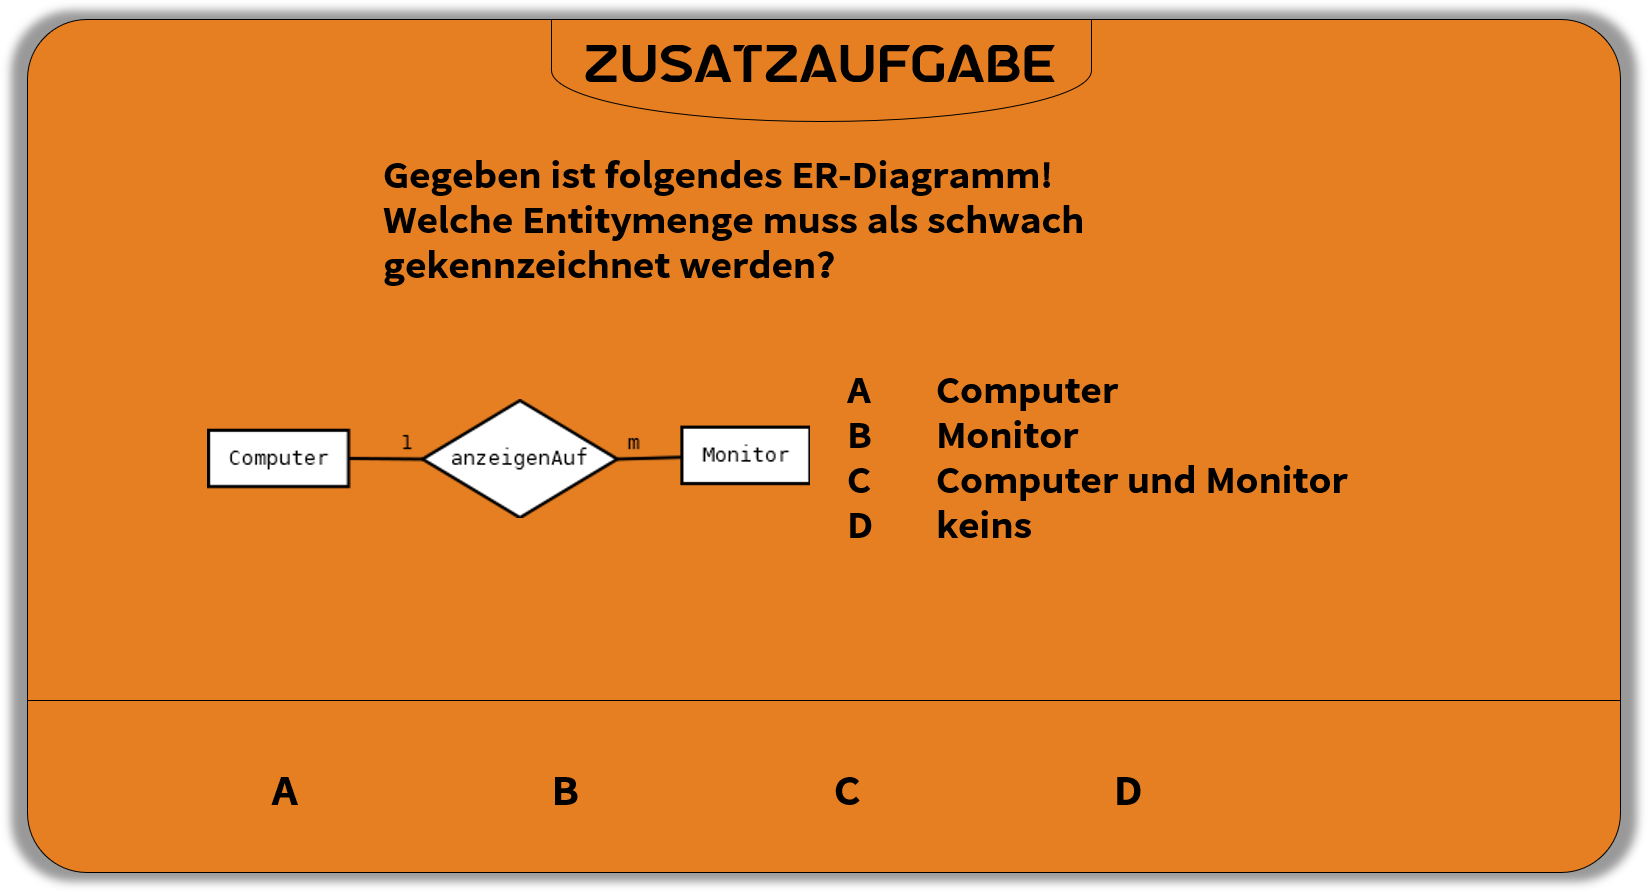 ZUSATZAUFGABE
Gegeben ist folgendes ER-Diagramm!
Welche Entitymenge muss als schwach
gekennzeichnet werden?
Computer
1
anzeigenAuf
m
Monitor
A Computer
B Monitor
C Computer und Monitor
D keins
A B C D